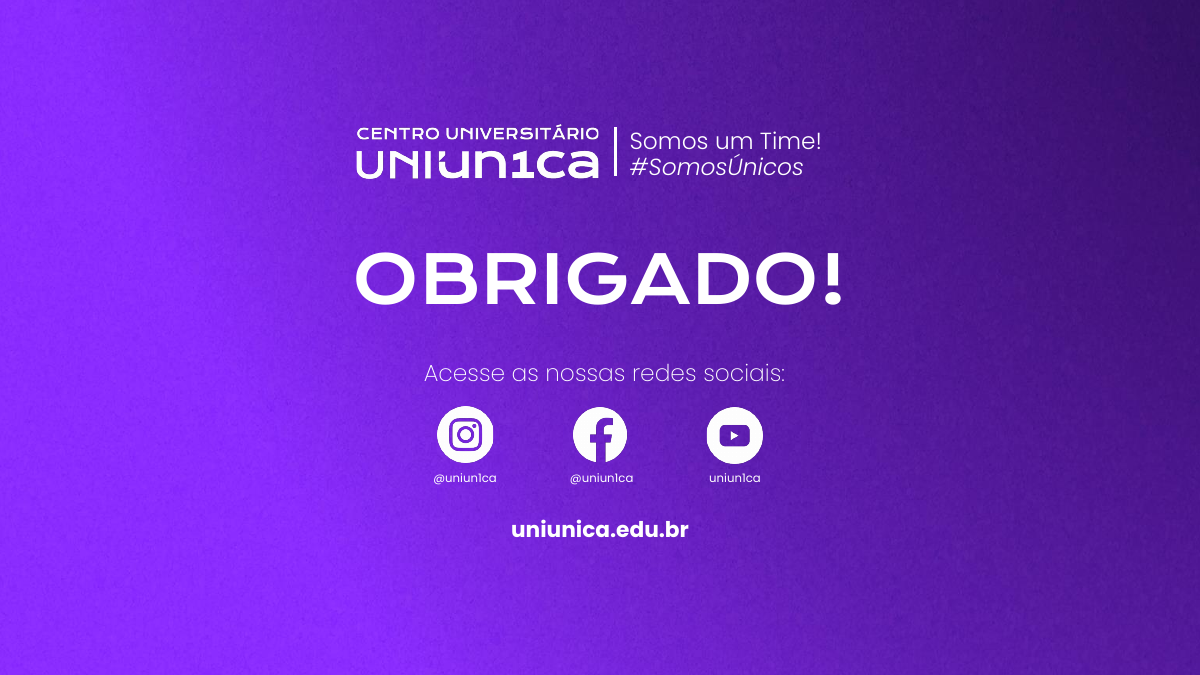 CENTRO UNIVERSITÁRIO
UNIun1ca
Somos um Time!
#SomosÚnicos
OBRIGADO!
Acesse as nossas redes sociais:
@uniun1ca
@uniun1ca
uniun1ca
uniunica.edu.br